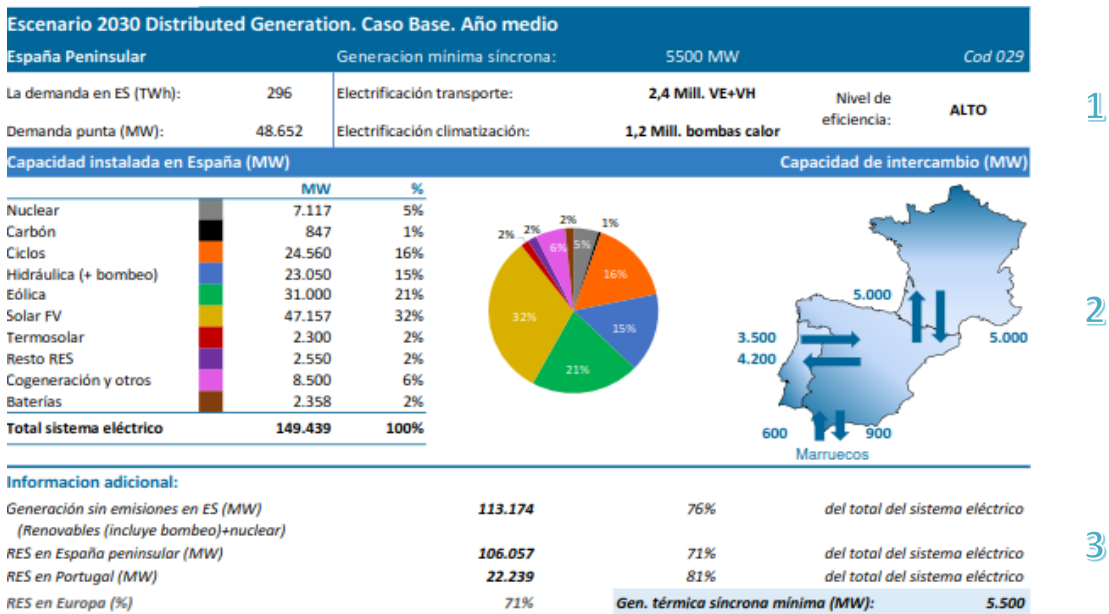 Escenario 2030 Distributed Generation. Caso Base. Año medio
España Peninsular Generacion mínima síncrona: 5500 MW Cod 029
La demanda en ES (TWh): 296 Electrificación transporte: 2,4 Mill. VE+VH Nivel de eficiencia: ALTO
Demanda punta (MW): 48.652 Electrificación climatización: 1,2 Mill. bombas calor
1
Capacidad instalada en España (MW) Capacidad de intercambio (MW)
MW %
Nuclear 7.117 5%
Carbón 847 1%
Ciclos 24.560 16%
Hidráulica (+ bombeo) 23.050 15%
Eólica 31.000 21%
Solar FV 47.157 32%
Termosolar 2.300 2%
Resto RES 2.550 2%
Cogeneración y otros 8.500 6%
Baterías 2.358 2%
Total sistema eléctrico 149.439 100%
2% 2% 2% 1%
6% 5%
16%
32%
15%
21%
5.000
5.000
3.500
4.200
600 900
Marruecos
2
Informacion adicional:
Generación sin emisiones en ES (MW) 113.174 76% del total del sistema eléctrico
(Renovables (incluye bombeo)+nuclear)
RES en España peninsular (MW) 106.057 71% del total del sistema eléctrico
RES en Portugal (MW) 22.239 81% del total del sistema eléctrico
RES en Europa (%) 71% Gen. térmica síncrona mínima (MW): 5.500
3